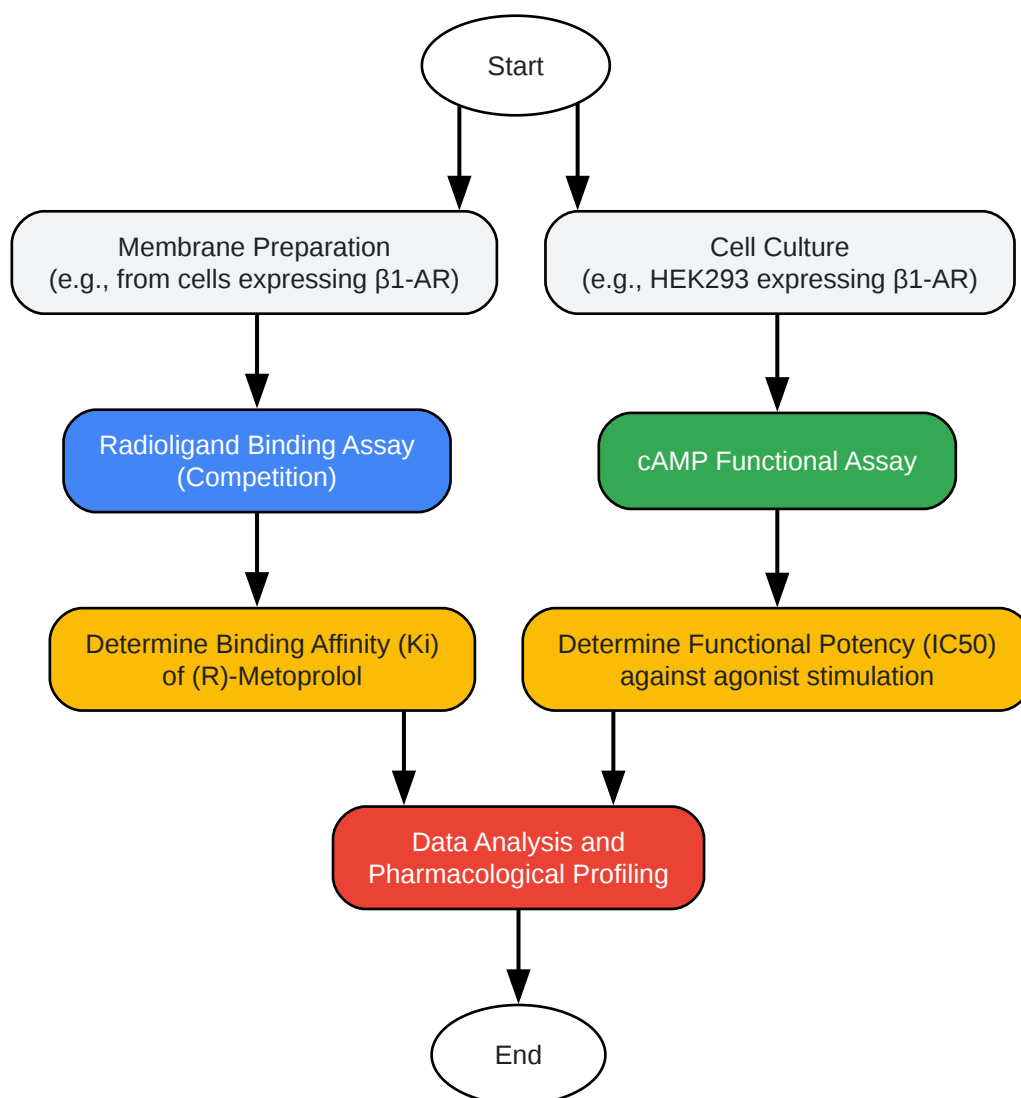 Start
Membrane Preparation
(e.g., from cells expressing β1-AR)
Cell Culture
(e.g., HEK293 expressing β1-AR)
Radioligand Binding Assay
(Competition)
cAMP Functional Assay
Determine Binding Affinity (Ki)
of (R)-Metoprolol
Determine Functional Potency (IC50)
against agonist stimulation
Data Analysis and
Pharmacological Profiling
End